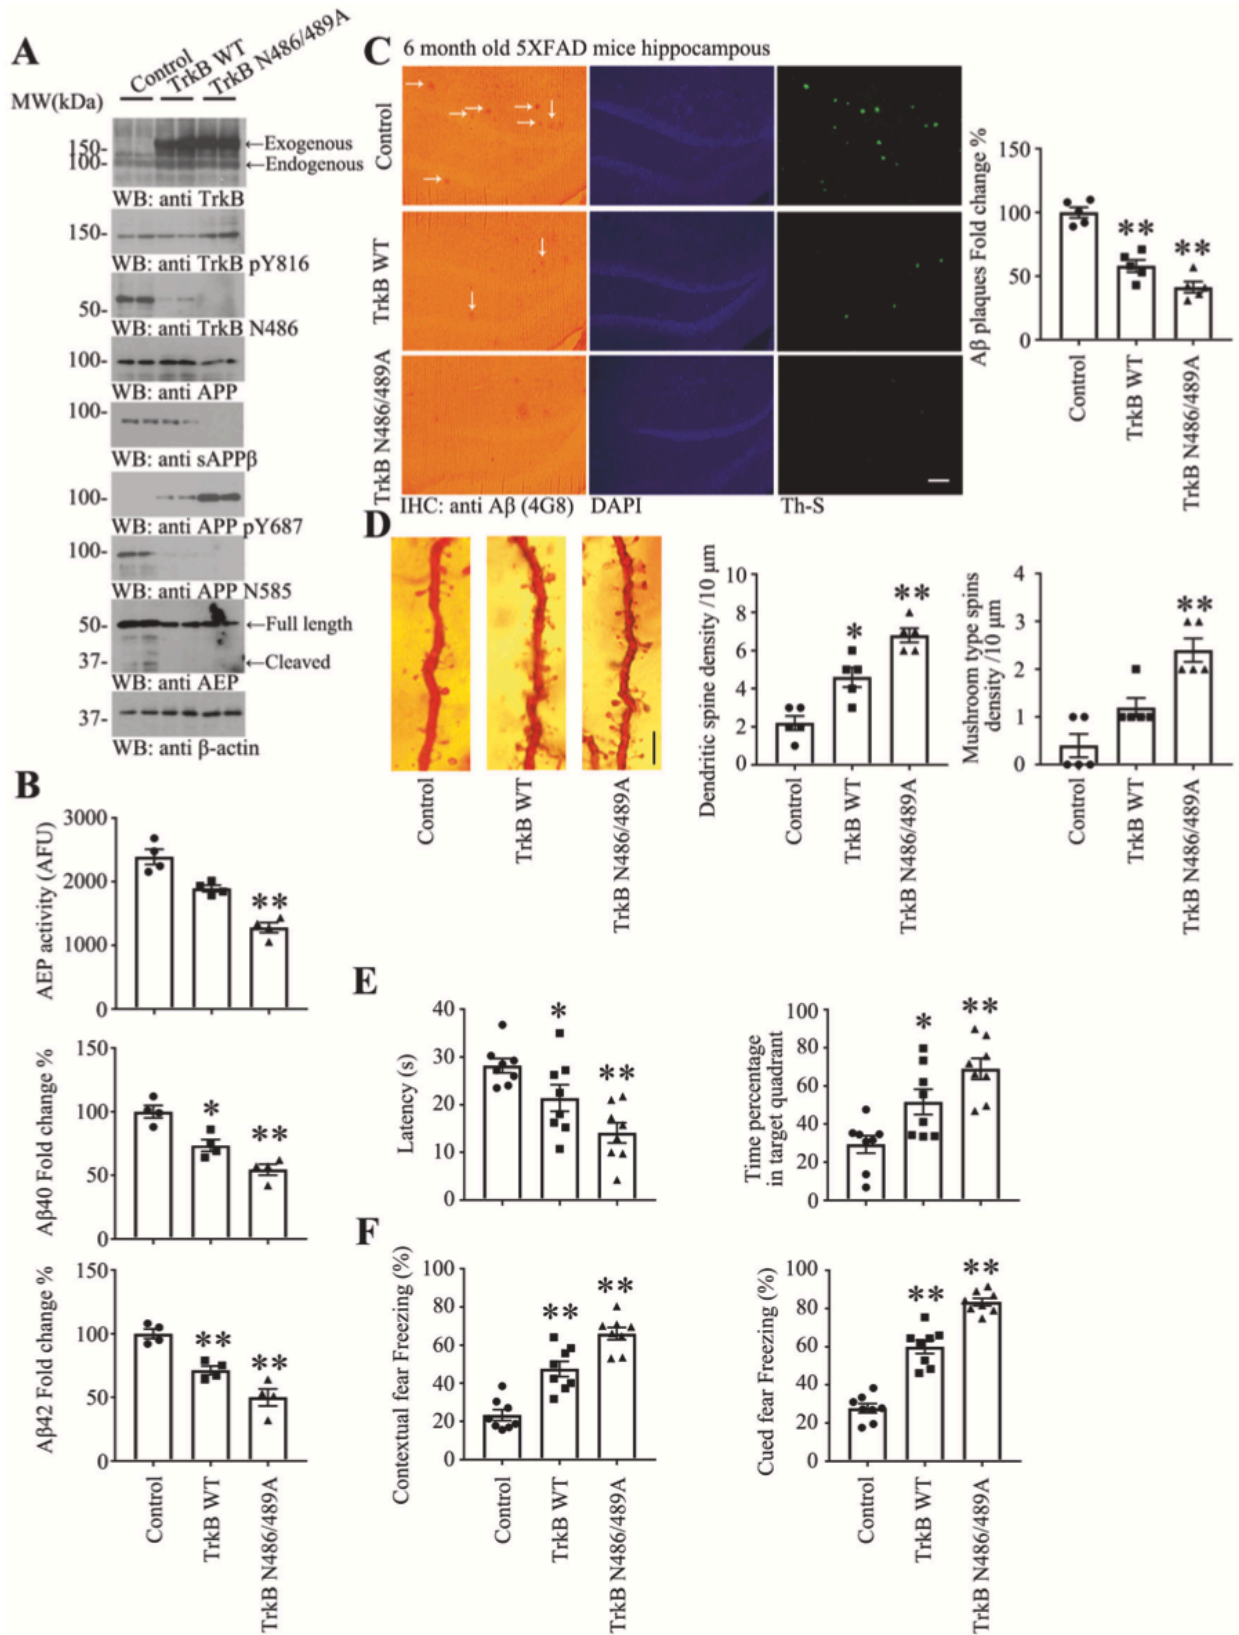 A
Control
TrkB WT
TrkB N486/489A
MW(kDa)
150-
100-
←Exogenous
←Endogenous
WB: anti TrkB
150-
WB: anti TrkB pY816
50-
WB: anti TrkB N486
100-
WB: anti APP
100-
WB: anti sAPPβ
100-
WB: anti APP pY687
100-
WB: anti APP N585
50-
←Full length
37-
←Cleaved
WB: anti AEP
37-
WB: anti β-actin
B
AEP activity (AFU)
3000
2000
1000
0
**
Aβ40 Fold change %
150
100
50
0
*
**
Aβ42 Fold change %
150
100
50
0
**
**
Control
TrkB WT
TrkB N486/489A
C
6 month old 5XFAD mice hippocampous
Control
TrkB WT
TrkB N486/489A
IHC: anti Aβ (4G8)
DAPI
Th-S
Aβ plaques Fold change %
150
100
50
0
**
**
Control
TrkB WT
TrkB N486/489A
D
Control
TrkB WT
TrkB N486/489A
Dendritic spine density /10 μm
10
8
6
4
2
0
*
**
Control
TrkB WT
TrkB N486/489A
Mushroom type spins
density /10 μm
4
3
2
1
0
**
Control
TrkB WT
TrkB N486/489A
E
Latency (s)
40
30
20
10
0
*
**
Time percentage
in target quadrant
100
80
60
40
20
0
*
**
F
Contextual fear Freezing (%)
100
80
60
40
20
0
**
**
Control
TrkB WT
TrkB N486/489A
Cued fear Freezing (%)
100
80
60
40
20
0
**
**
Control
TrkB WT
TrkB N486/489A